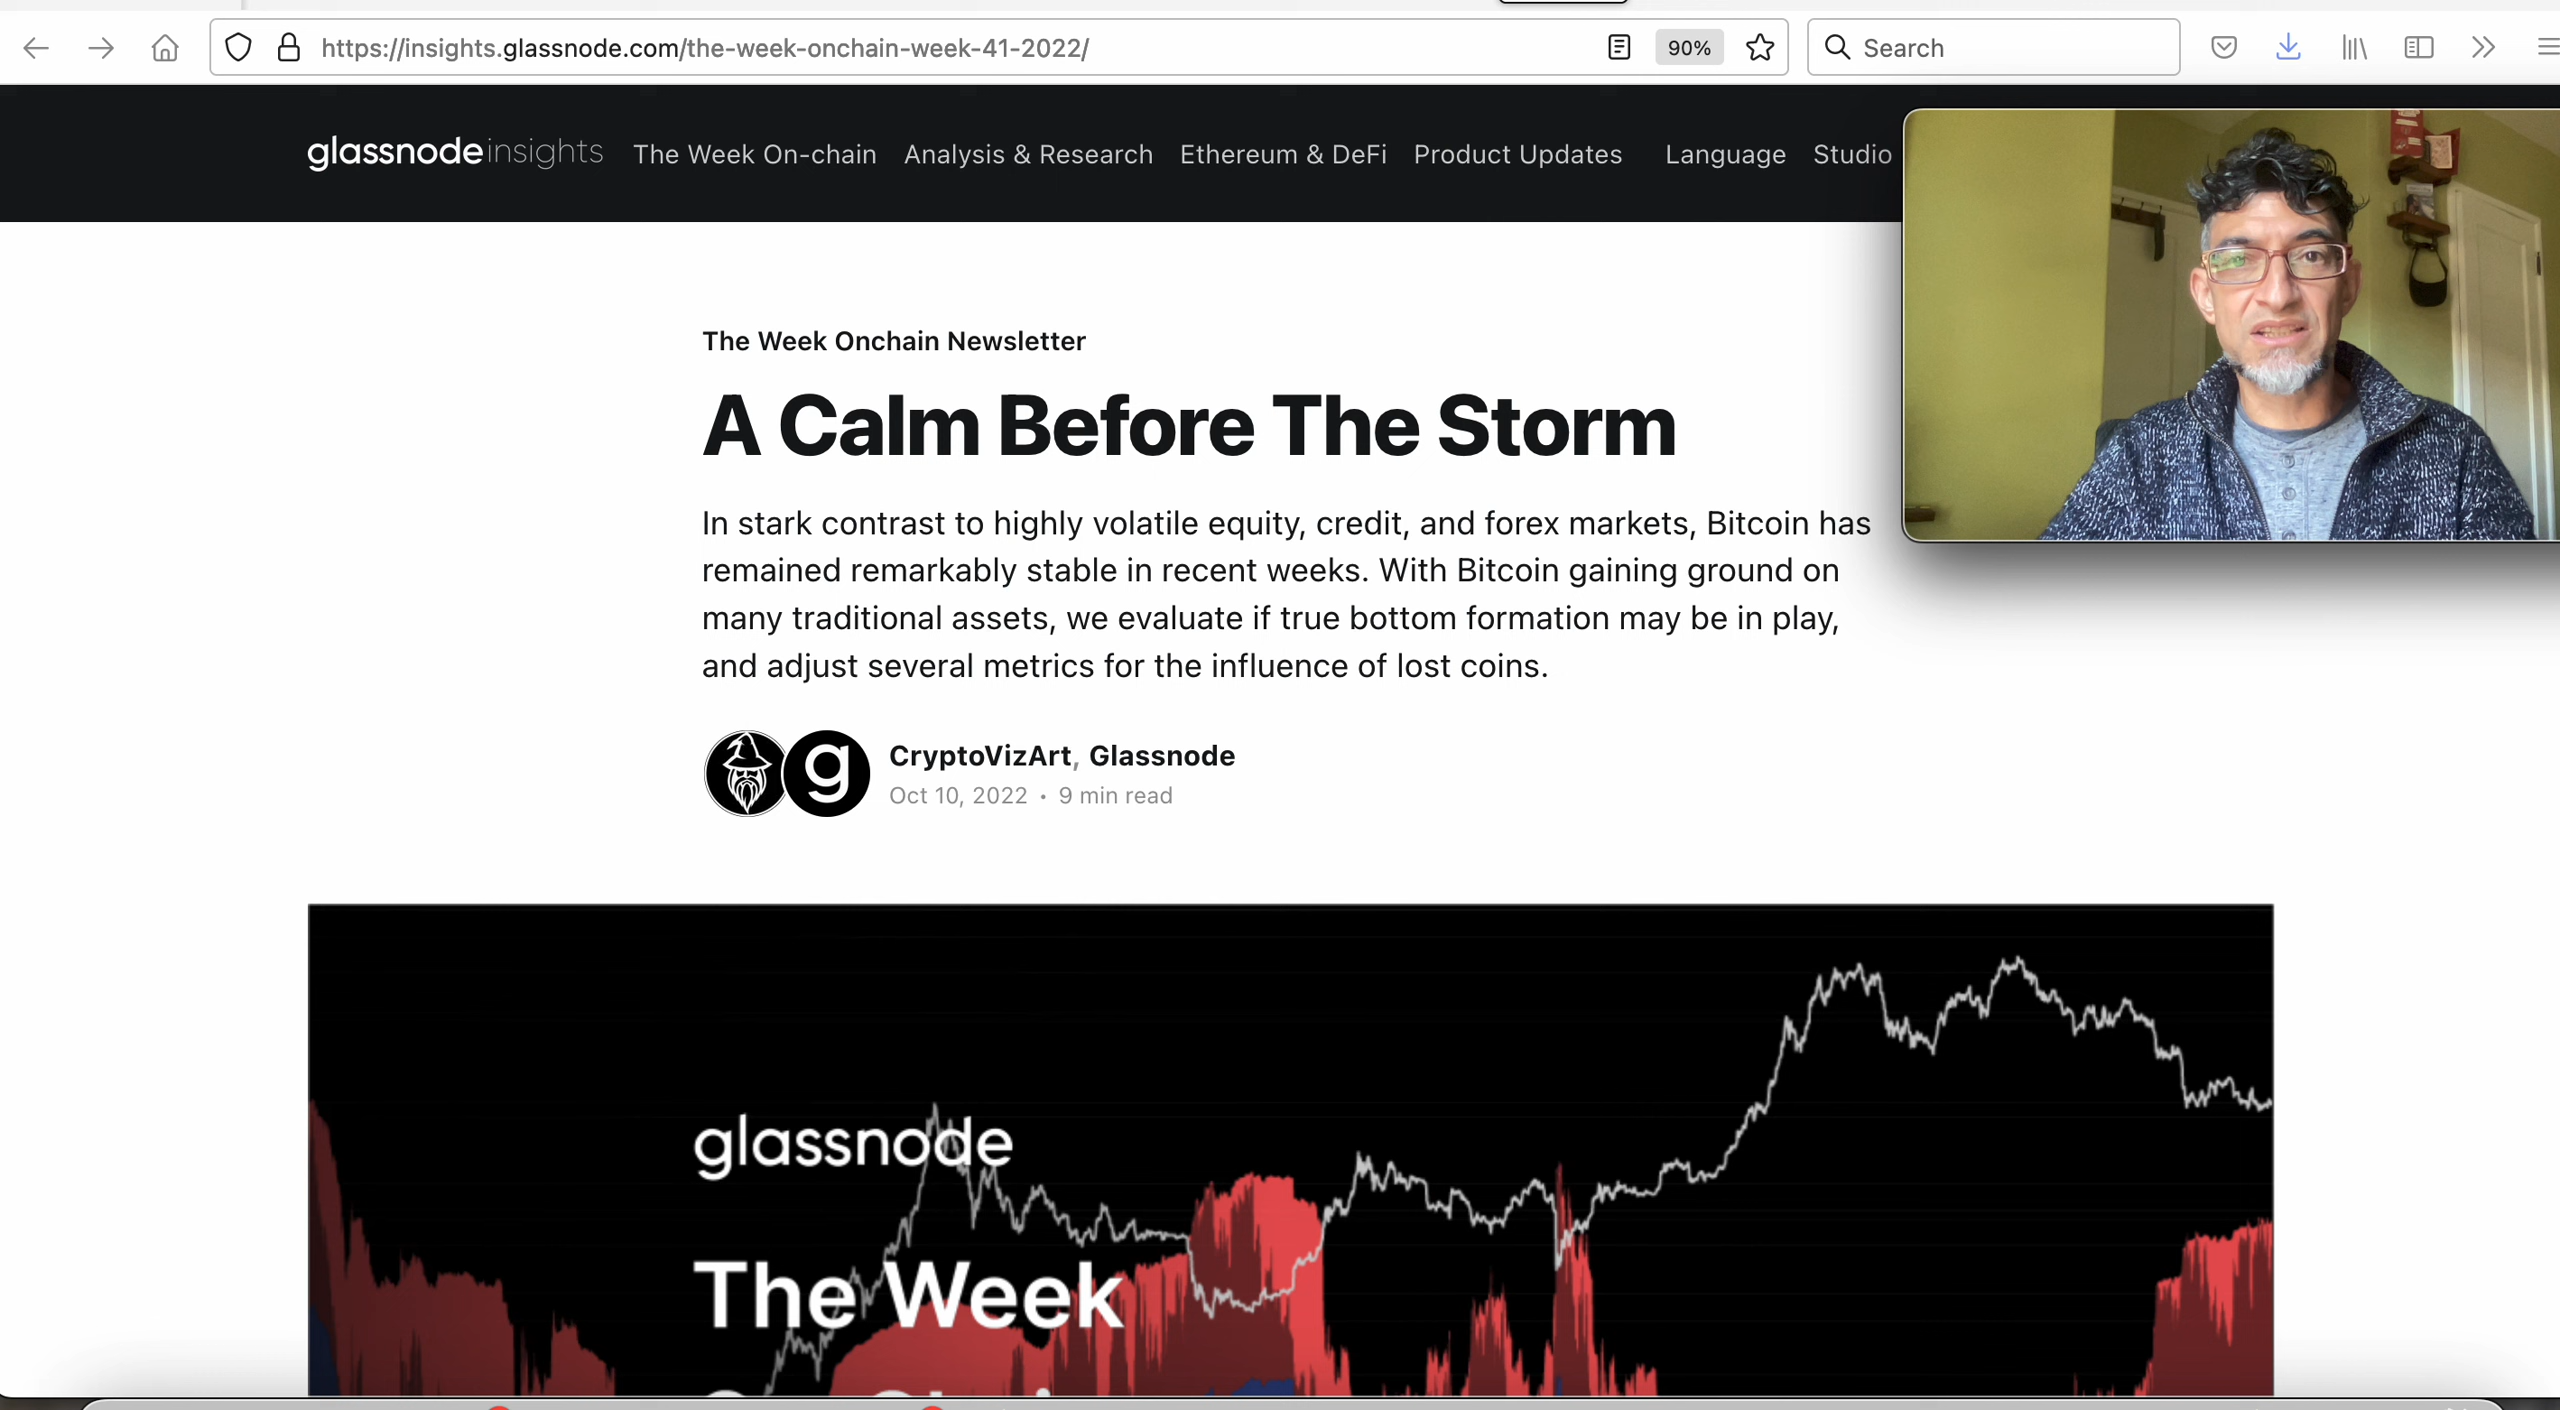 https://insights.glassnode.com/the-week-onchain-week-41-2022/
90%
Search
glassnode insights
The Week On-chain
Analysis & Research
Ethereum & DeFi
Product Updates
Language
Studio
The Week Onchain Newsletter
A Calm Before The Storm
In stark contrast to highly volatile equity, credit, and forex markets, Bitcoin has
remained remarkably stable in recent weeks. With Bitcoin gaining ground on
many traditional assets, we evaluate if true bottom formation may be in play,
and adjust several metrics for the influence of lost coins.
g
CryptoVizArt, Glassnode
Oct 10, 2022 • 9 min read
glassnode
The Week